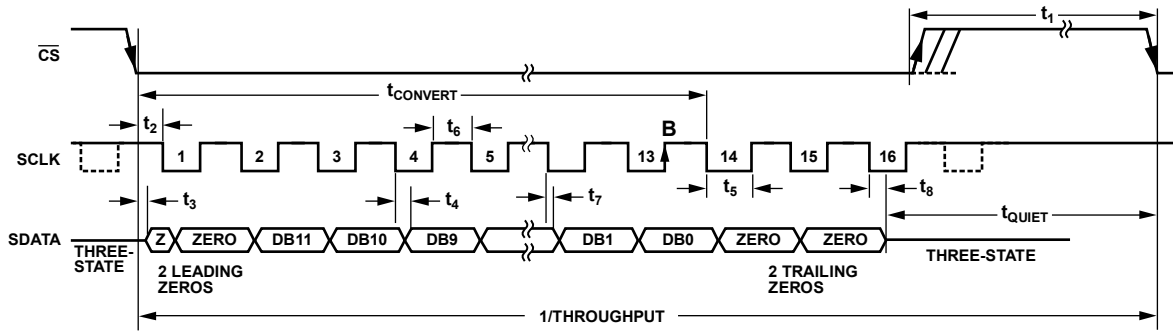 t1
CS
tCONVERT
t2
t6
B
SCLK
1
2
3
4
5
13
14
15
16
t3
t4
t7
t5
t8
tQUIET
SDATA
Z
ZERO
DB11
DB10
DB9
DB1
DB0
ZERO
ZERO
THREE-
STATE
THREE-STATE
2 LEADING
ZEROS
2 TRAILING
ZEROS
1/THROUGHPUT